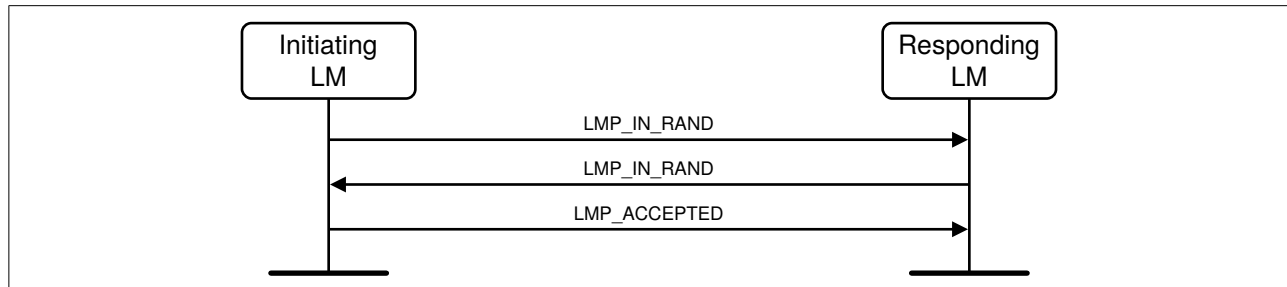 Initiating
LM
Responding
LM
LMP_IN_RAND
LMP_IN_RAND
LMP_ACCEPTED